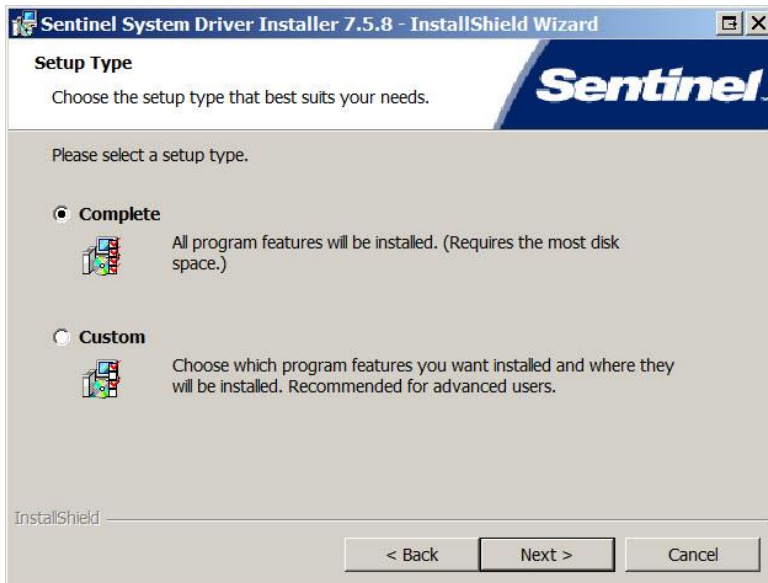 Sentinel System Driver Installer 7.5.8 - InstallShield Wizard
Setup Type
Choose the setup type that best suits your needs.
Sentinel.
Please select a setup type.
Complete
All program features will be installed. (Requires the most disk
space.)
Custom
Choose which program features you want installed and where they
will be installed. Recommended for advanced users.
InstallShield
< Back
Next >
Cancel